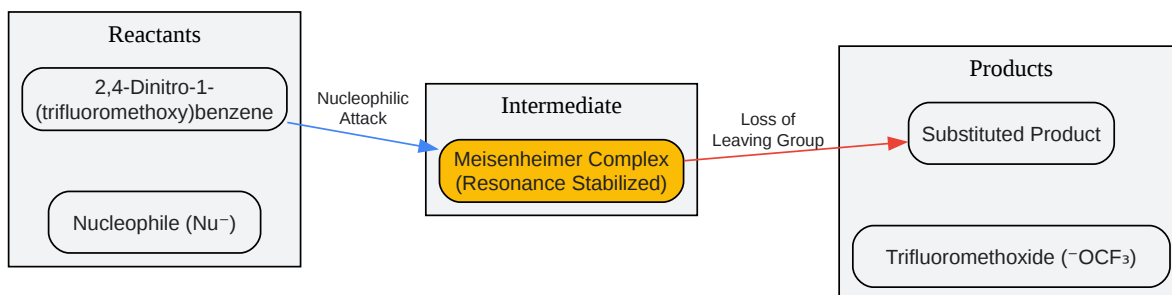 Reactants
2,4-Dinitro-1-
(trifluoromethoxy)benzene
Nucleophile (Nu⁻)
Nucleophilic
Attack
Intermediate
Meisenheimer Complex
(Resonance Stabilized)
Loss of
Leaving Group
Products
Substituted Product
Trifluoromethoxide (⁻OCF₃)